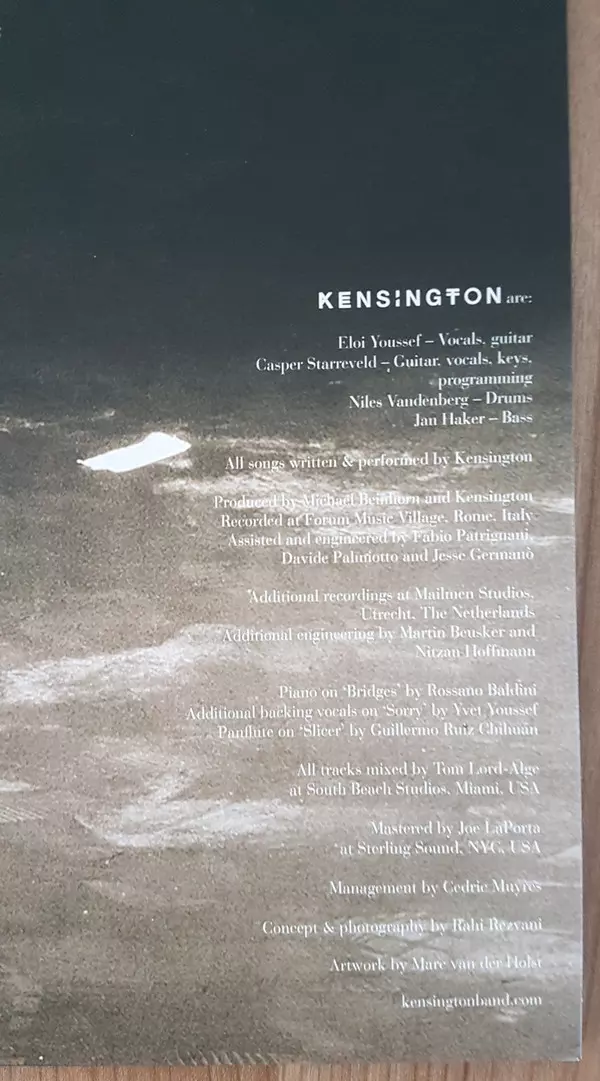 KENSINGTON are:
Eloi Youssef – Vocals, guitar
Casper Starreveld – Guitar, vocals, keys,
programming
Niles Vandenberg – Drums
Jan Haker – Bass
All songs written & performed by Kensington
Produced by Michael Beinhorn and Kensington
Recorded at Forum Music Village, Rome, Italy
Assisted and engineered by Fabio Patrignani,
Davide Palmiotto and Jesse Germanò
Additional recordings at Mailmen Studios,
Utrecht, The Netherlands
Additional engineering by Martin Beusker and
Nitzan Hoffmann
Piano on ‘Bridges’ by Rossano Baldini
Additional backing vocals on ‘Sorry’ by Yvet Youssef
Panflute on ‘Slicer’ by Guillermo Ruiz Chihuán
All tracks mixed by Tom Lord-Alge
at South Beach Studios, Miami, USA
Mastered by Joe LaPorta
at Sterling Sound, NYC, USA
Management by Cedric Muyres
Concept & photography by Rahi Rezvani
Artwork by Marc van der Holst
kensingtonband.com